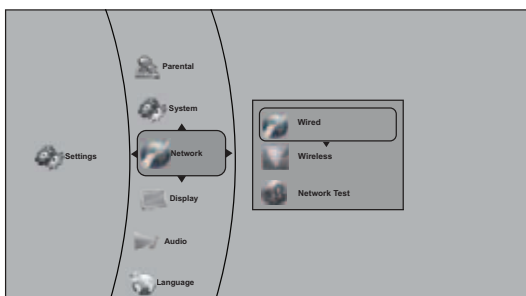 Parental
System
Settings
Network
Display
Audio
Language
Wired
Wireless
Network Test